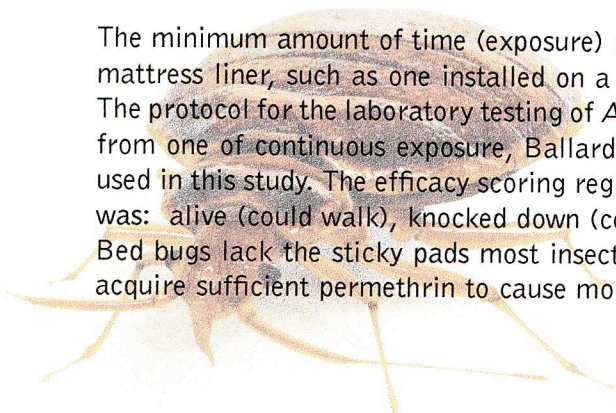 The minimum amount of time (exposure)
mattress liner, such as one installed on a
The protocol for the laboratory testing of A
from one of continuous exposure, Ballard
used in this study. The efficacy scoring reg
was: alive (could walk), knocked down (co
Bed bugs lack the sticky pads most insect
acquire sufficient permethrin to cause mo